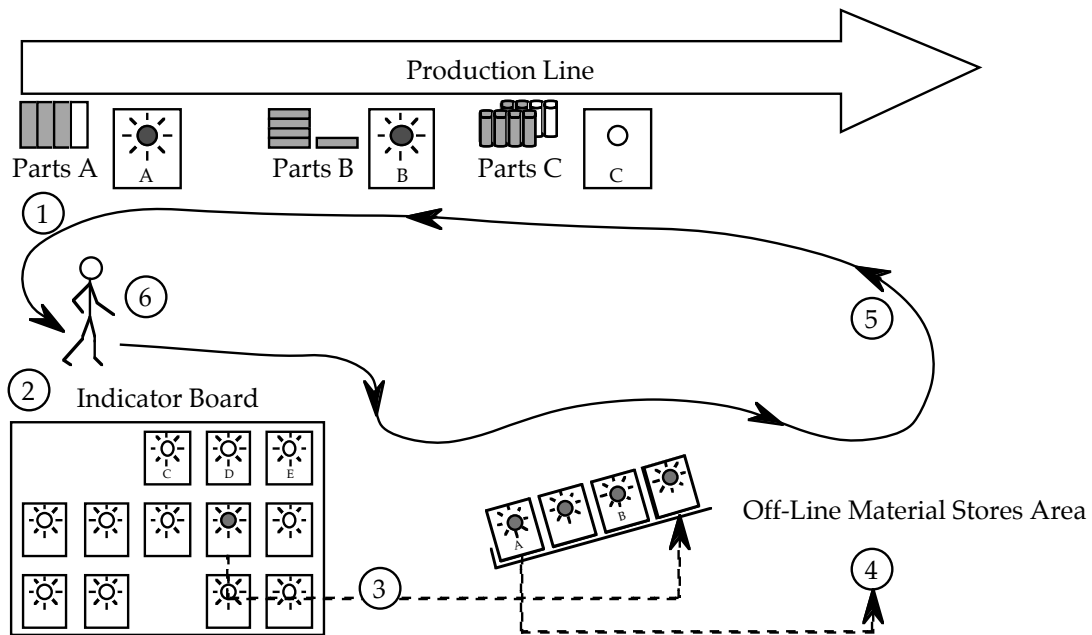 Production Line
Parts A
A
Parts B
B
Parts C
C
1
6
5
2
Indicator Board
C
D
E
A
B
Off-Line Material Stores Area
3
4